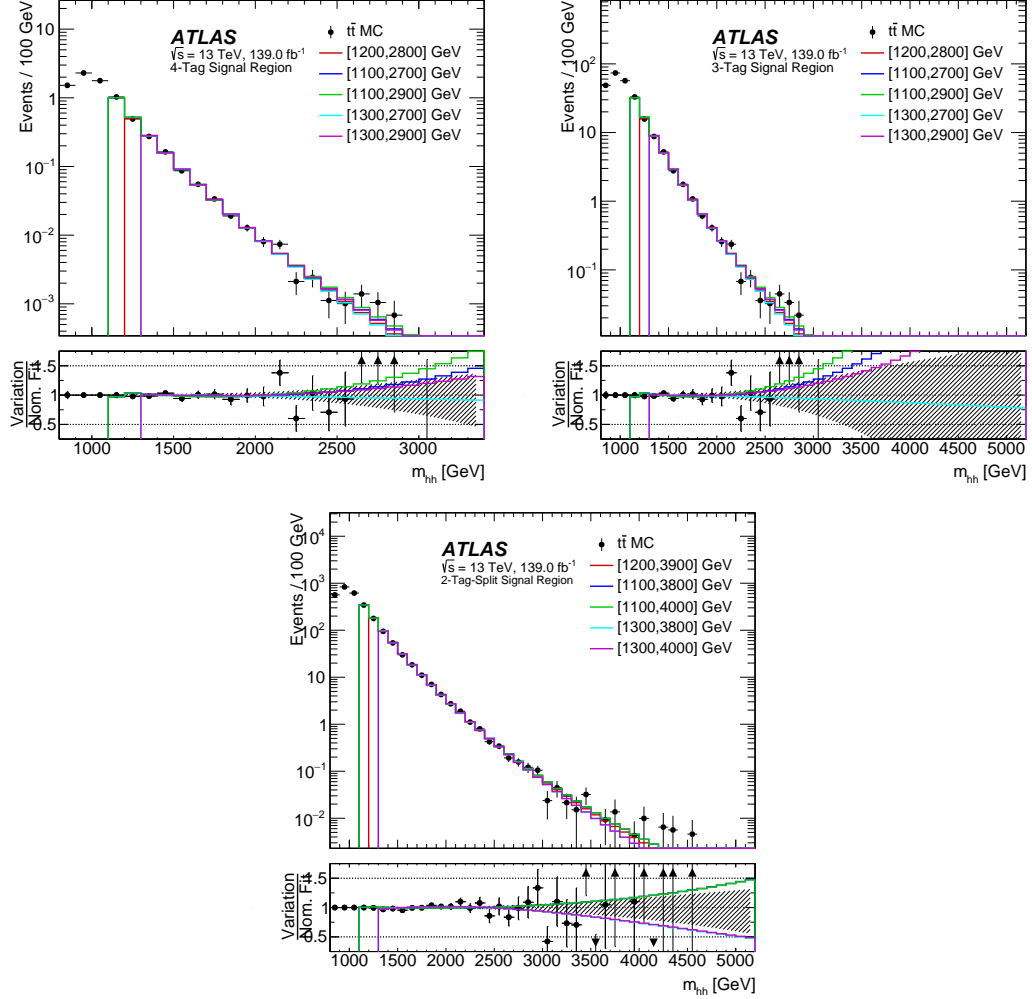 Events / 100 GeV
10
1
10⁻¹
10⁻²
10⁻³
ATLAS
√s = 13 TeV, 139.0 fb⁻¹
4-Tag Signal Region
tt̄ MC
[1200,2800] GeV
[1100,2700] GeV
[1100,2900] GeV
[1300,2700] GeV
[1300,2900] GeV
Variation
Nom. Fit
1.5
1
0.5
1000 1500 2000 2500 3000
m_hh [GeV]
Events / 100 GeV
10³
10²
10
1
10⁻¹
ATLAS
√s = 13 TeV, 139.0 fb⁻¹
3-Tag Signal Region
tt̄ MC
[1200,2800] GeV
[1100,2700] GeV
[1100,2900] GeV
[1300,2700] GeV
[1300,2900] GeV
Variation
Nom. Fit
1.5
1
0.5
1000 1500 2000 2500 3000 3500 4000 4500 5000
m_hh [GeV]
Events / 100 GeV
10⁴
10³
10²
10
1
10⁻¹
10⁻²
ATLAS
√s = 13 TeV, 139.0 fb⁻¹
2-Tag-Split Signal Region
tt̄ MC
[1200,3900] GeV
[1100,3800] GeV
[1100,4000] GeV
[1300,3800] GeV
[1300,4000] GeV
Variation
Nom. Fit
1.5
1
0.5
1000 1500 2000 2500 3000 3500 4000 4500 5000
m_hh [GeV]